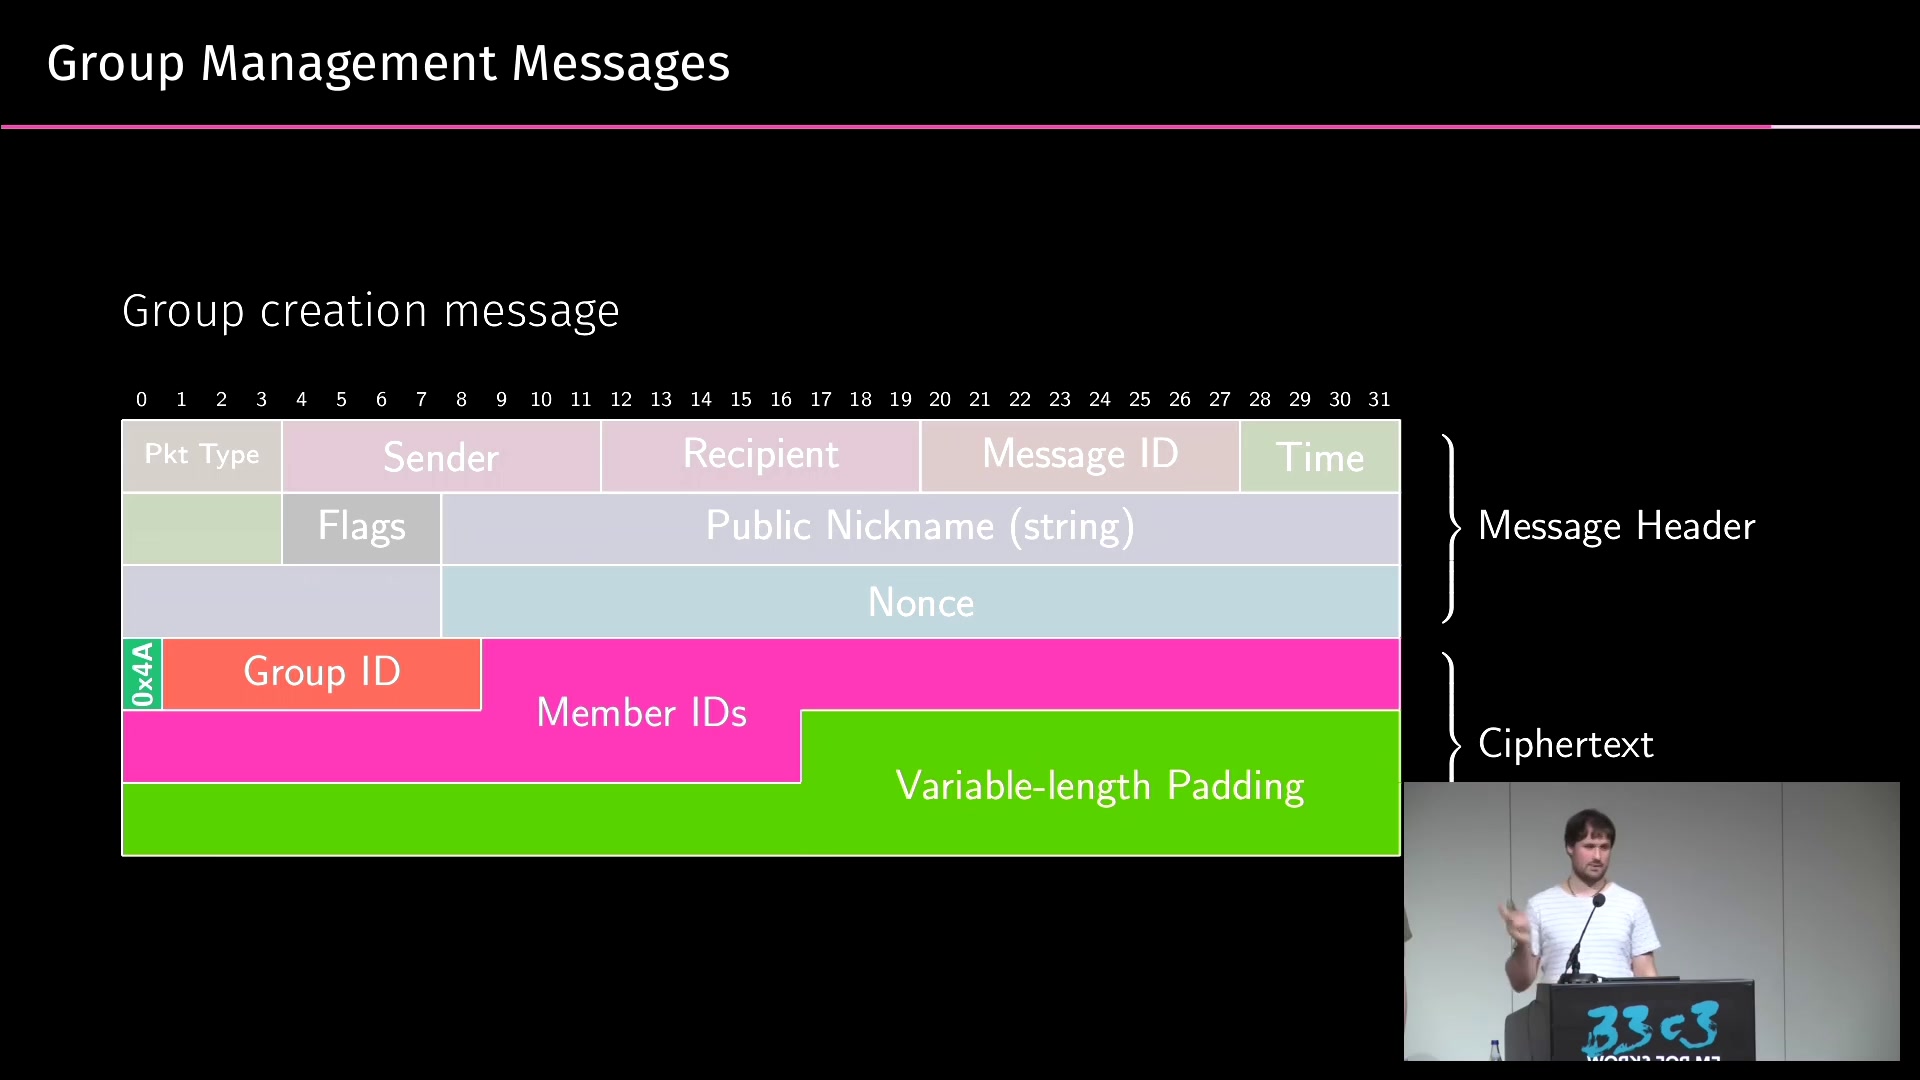 Group Management Messages
Group creation message
0 1 2 3 4 5 6 7 8 9 10 11 12 13 14 15 16 17 18 19 20 21 22 23 24 25 26 27 28 29 30 31
Pkt Type Sender Recipient Message ID Time
Flags Public Nickname (string)
Message Header
Nonce
0x4A Group ID
Member IDs
Ciphertext
Variable-length Padding
33c3